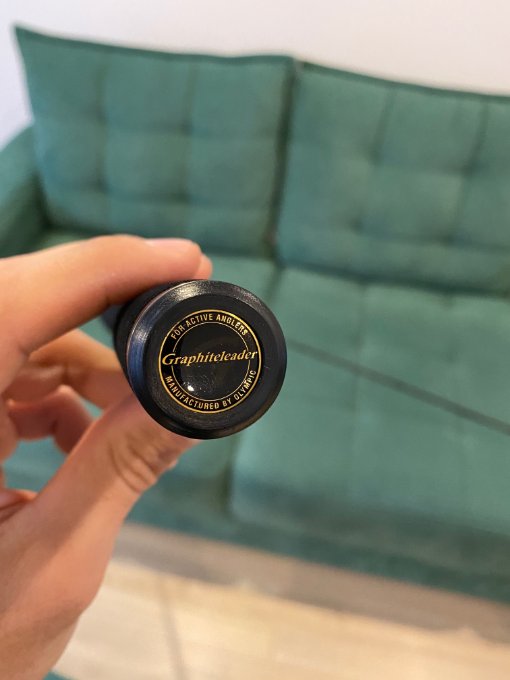 FOR ACTIVE ANGLERS
Graphiteleader
MANUFACTURED BY OLYMPIC